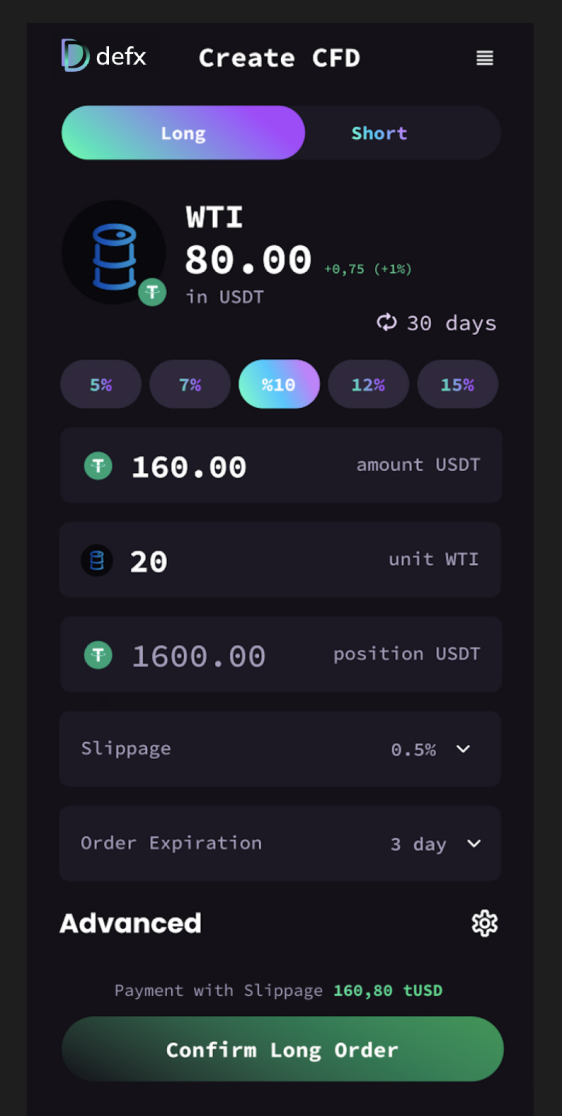 defx Create CFD
Long Short
WTI
80.00 +0,75 (+1%)
in USDT
30 days
5% 7% %10 12% 15%
160.00 amount USDT
20 unit WTI
1600.00 position USDT
Slippage 0.5%
Order Expiration 3 day
Advanced
Payment with Slippage 160,80 tUSD
Confirm Long Order